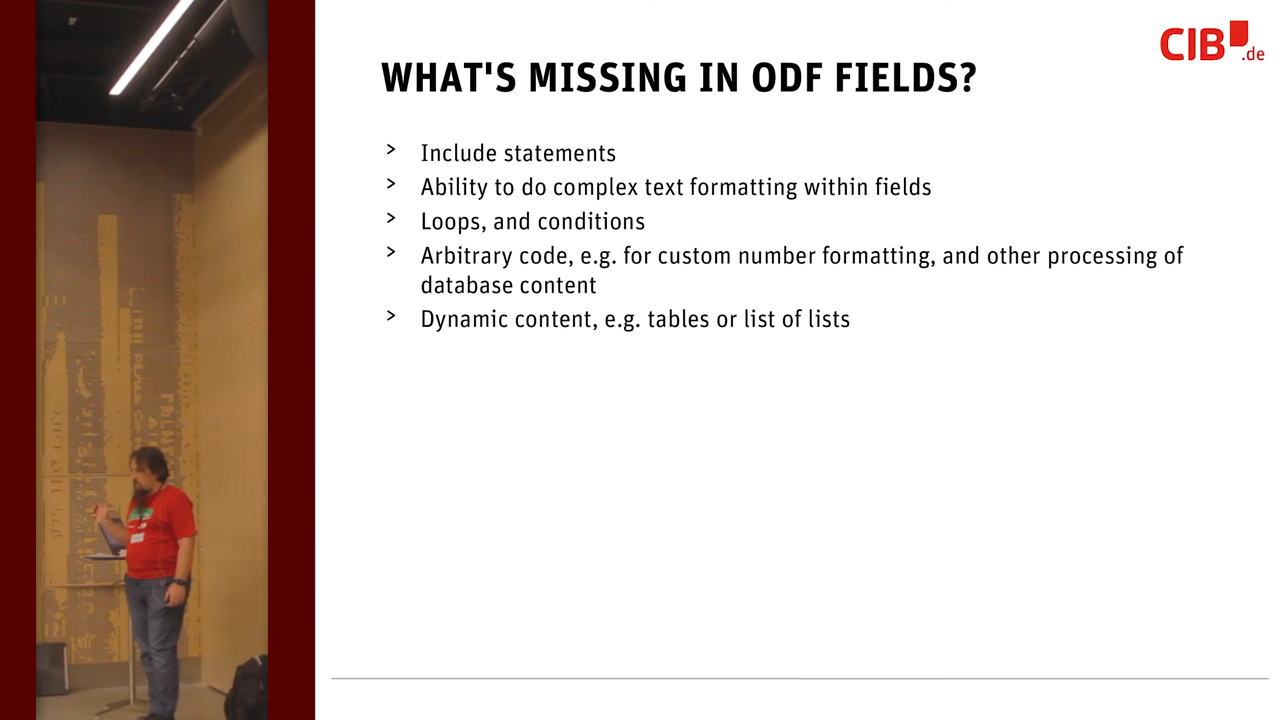 CIB.de
WHAT'S MISSING IN ODF FIELDS?
> Include statements
> Ability to do complex text formatting within fields
> Loops, and conditions
> Arbitrary code, e.g. for custom number formatting, and other processing of
database content
> Dynamic content, e.g. tables or list of lists